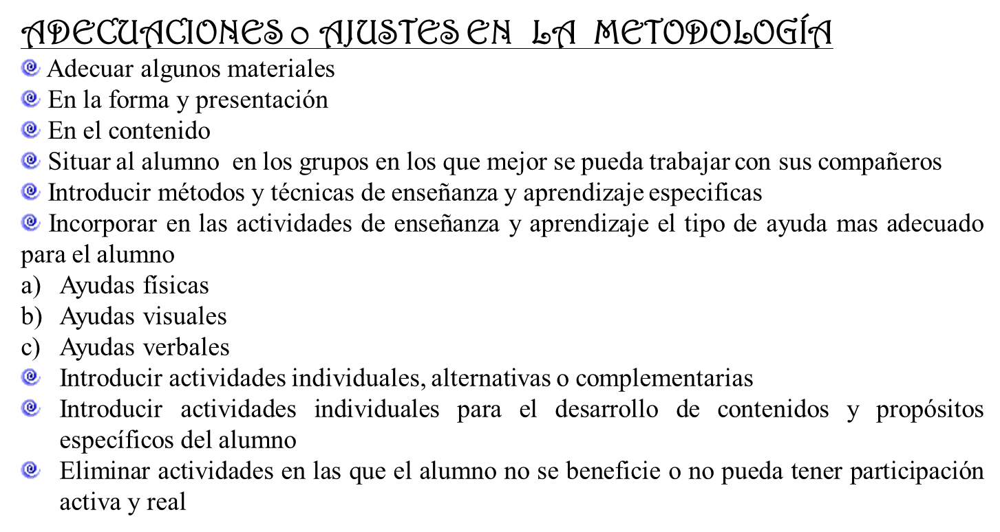 ADECUACIONES o AJUSTES EN LA METODOLOGÍA
Adecuar algunos materiales
En la forma y presentación
En el contenido
Situar al alumno en los grupos en los que mejor se pueda trabajar con sus compañeros
Introducir métodos y técnicas de enseñanza y aprendizaje especificas
Incorporar en las actividades de enseñanza y aprendizaje el tipo de ayuda mas adecuado
para el alumno
a) Ayudas físicas
b) Ayudas visuales
c) Ayudas verbales
Introducir actividades individuales, alternativas o complementarias
Introducir actividades individuales para el desarrollo de contenidos y propósitos
específicos del alumno
Eliminar actividades en las que el alumno no se beneficie o no pueda tener participación
activa y real